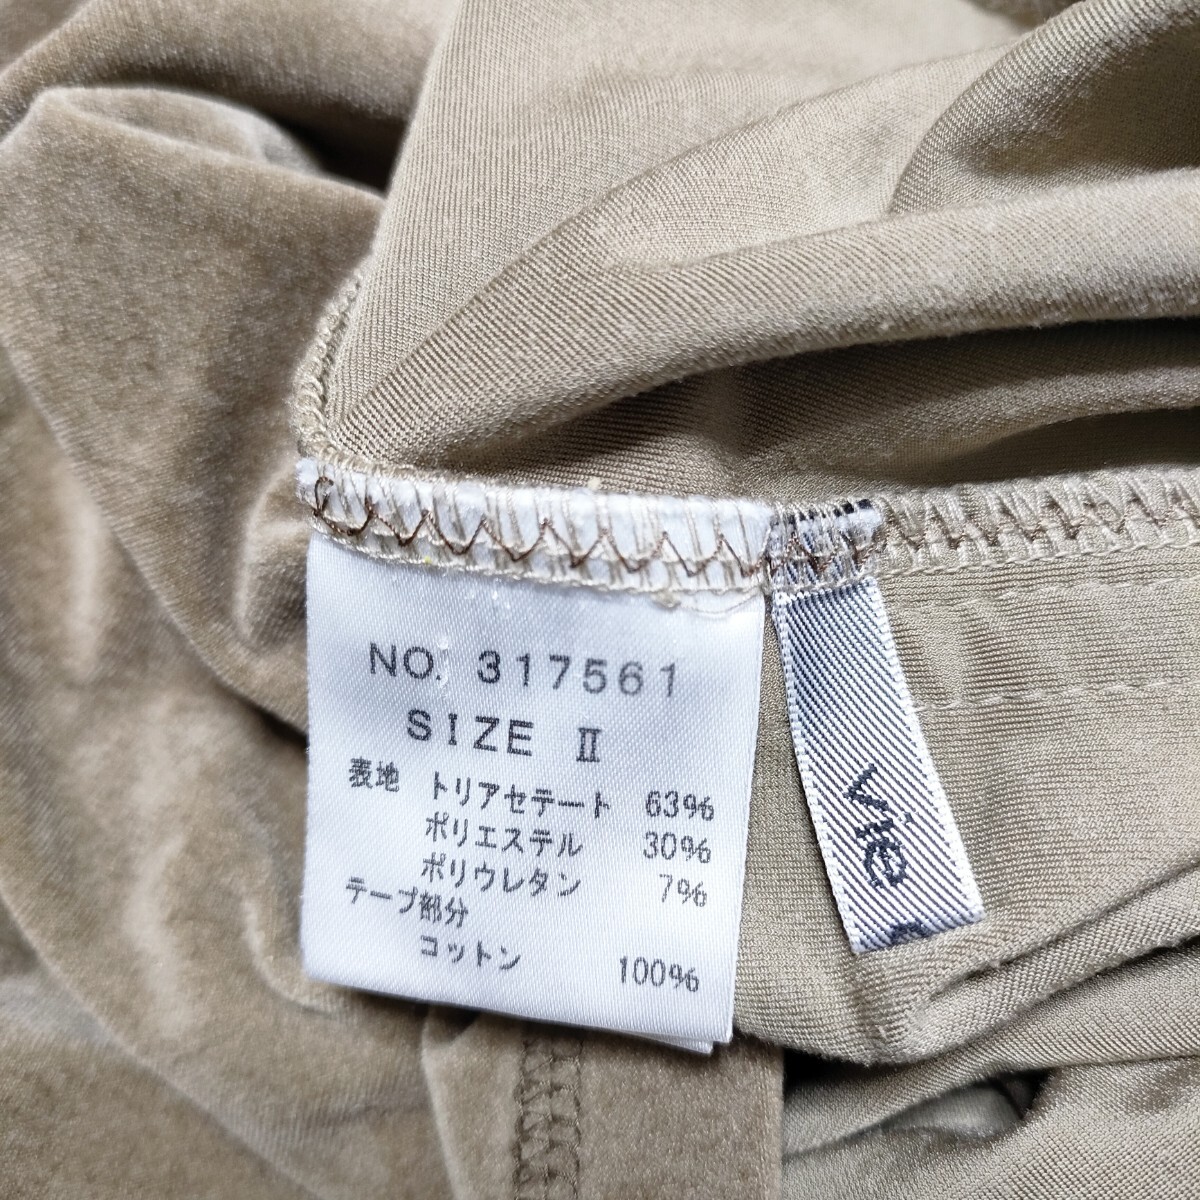 NO. 317561
SIZE Ⅱ
表地 トリアセテート 63%
ポリエステル 30%
ポリウレタン 7%
テープ部分
コットン 100%
vie